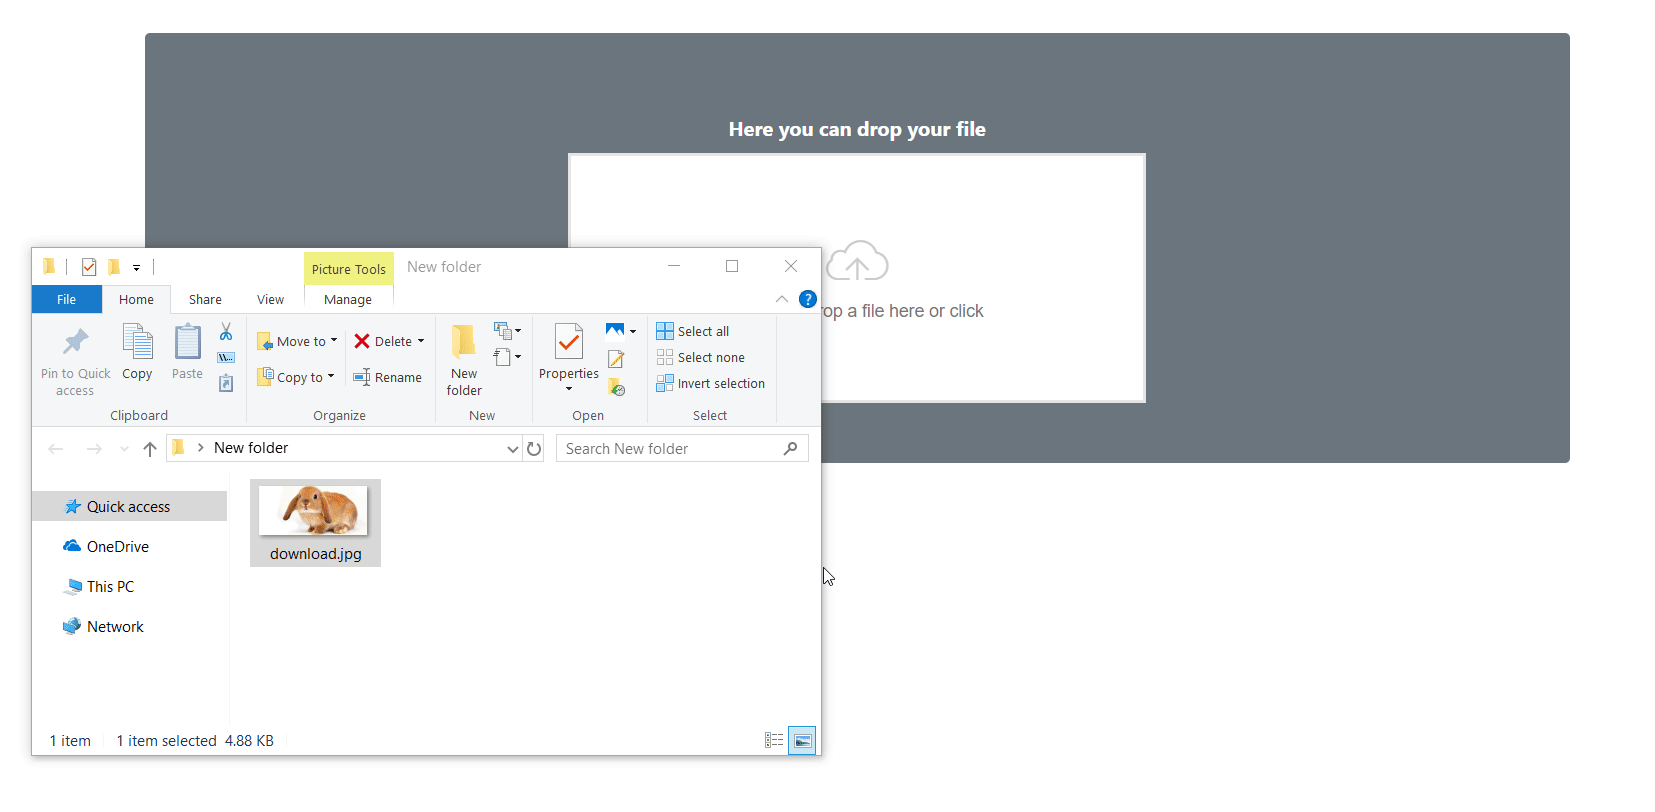 Here you can drop your file
op a file here or click
Picture Tools
New folder
File
Home
Share
View
Manage
?
Pin to Quick
access
Copy
Paste
Move to
Copy to
Delete
Rename
New
folder
Properties
Select all
Select none
Invert selection
Clipboard
Organize
New
Open
Select
New folder
Search New folder
Quick access
OneDrive
This PC
Network
download.jpg
1 item
1 item selected 4.88 KB